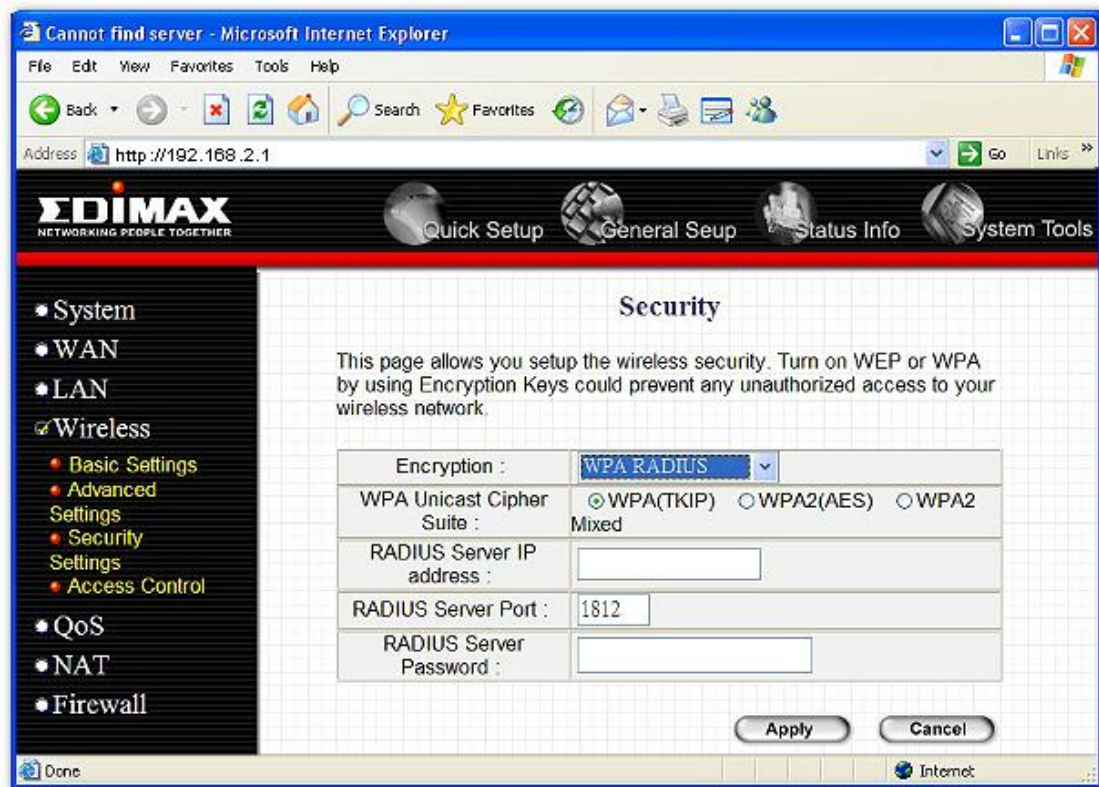 Cannot find server - Microsoft Internet Explorer
File Edit View Favorites Tools Help
Back Search Favorites
Address http://192.168.2.1 Go Links »
EDIMAX
NETWORKING PEOPLE TOGETHER
Quick Setup General Seup Status Info System Tools
System
WAN
LAN
Wireless
Basic Settings
Advanced
Settings
Security
Settings
Access Control
QoS
NAT
Firewall
Security
This page allows you setup the wireless security. Turn on WEP or WPA
by using Encryption Keys could prevent any unauthorized access to your
wireless network.
Encryption : WPA RADIUS
WPA Unicast Cipher
Suite :
WPA(TKIP) WPA2(AES) WPA2
Mixed
RADIUS Server IP
address :
RADIUS Server Port : 1812
RADIUS Server
Password :
Apply Cancel
Done Internet